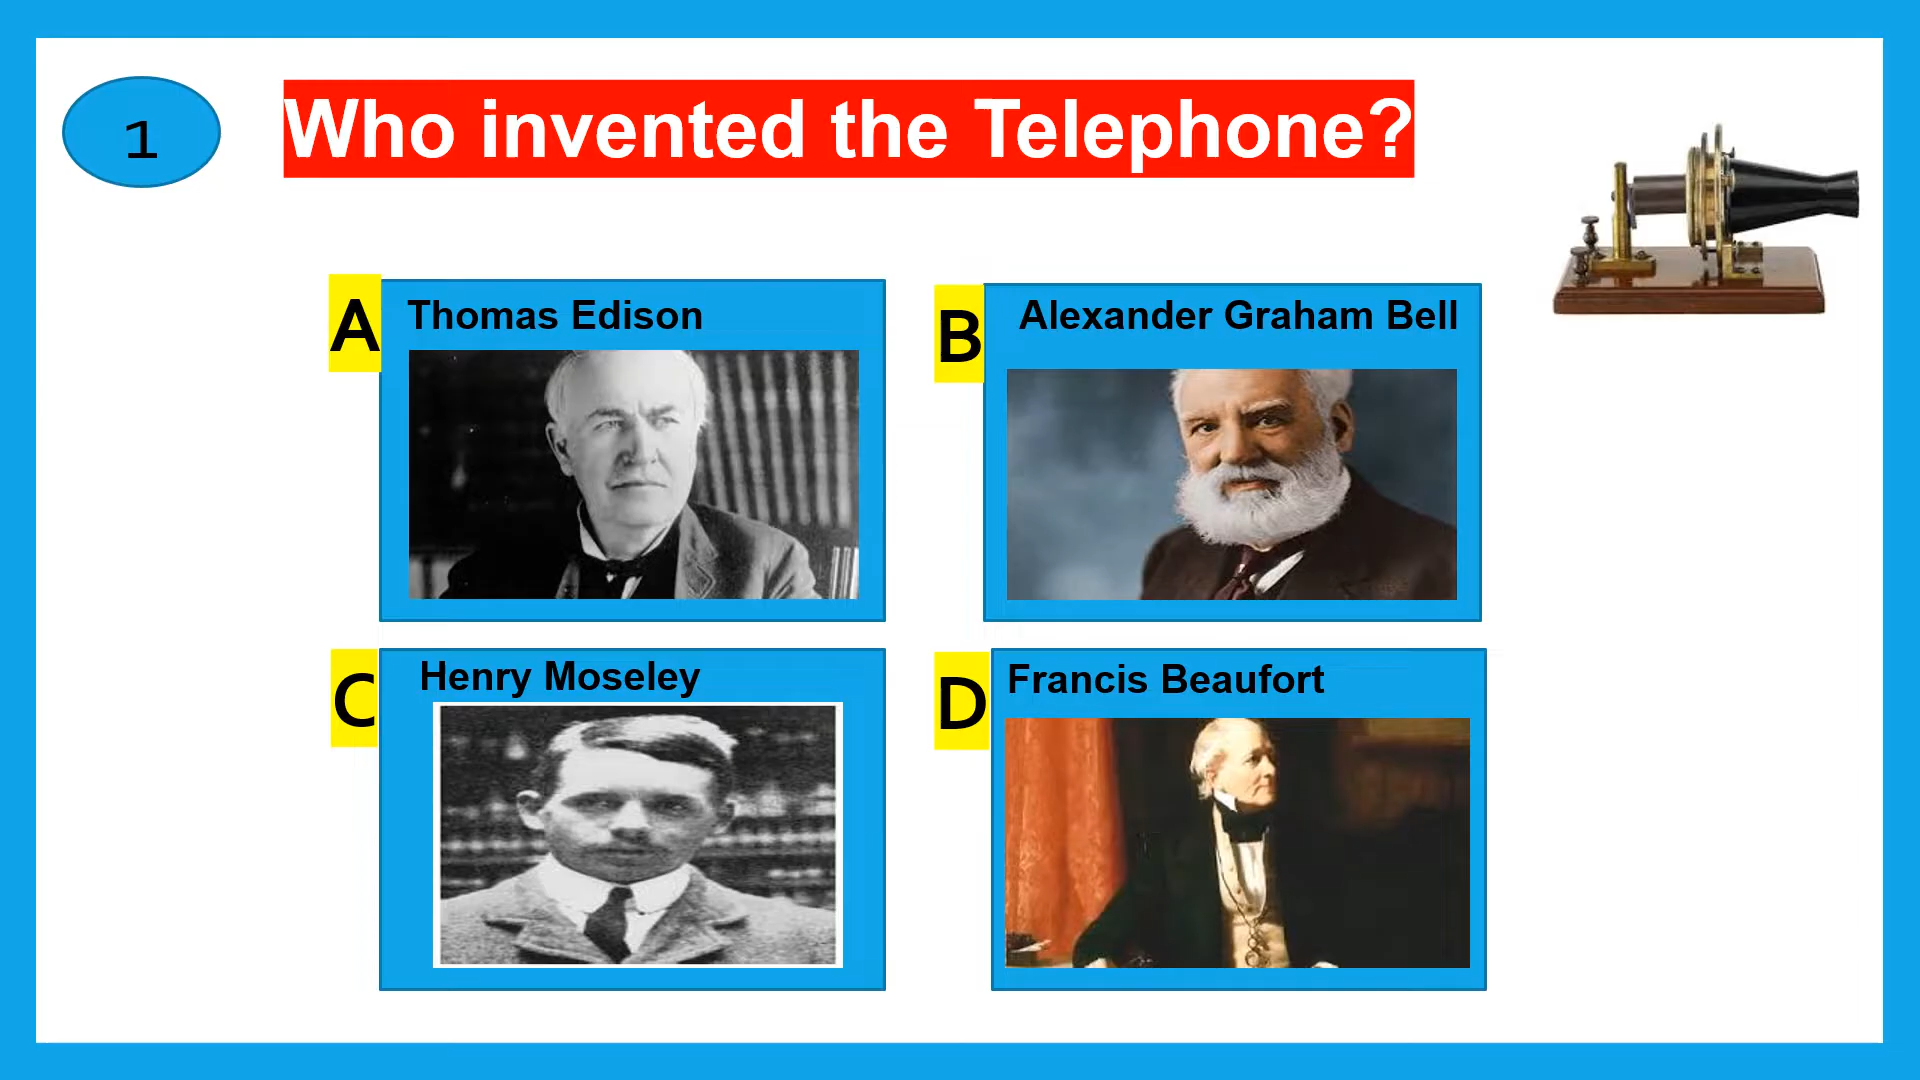 1
Who invented the Telephone?
A
Thomas Edison
B
Alexander Graham Bell
C
Henry Moseley
D
Francis Beaufort